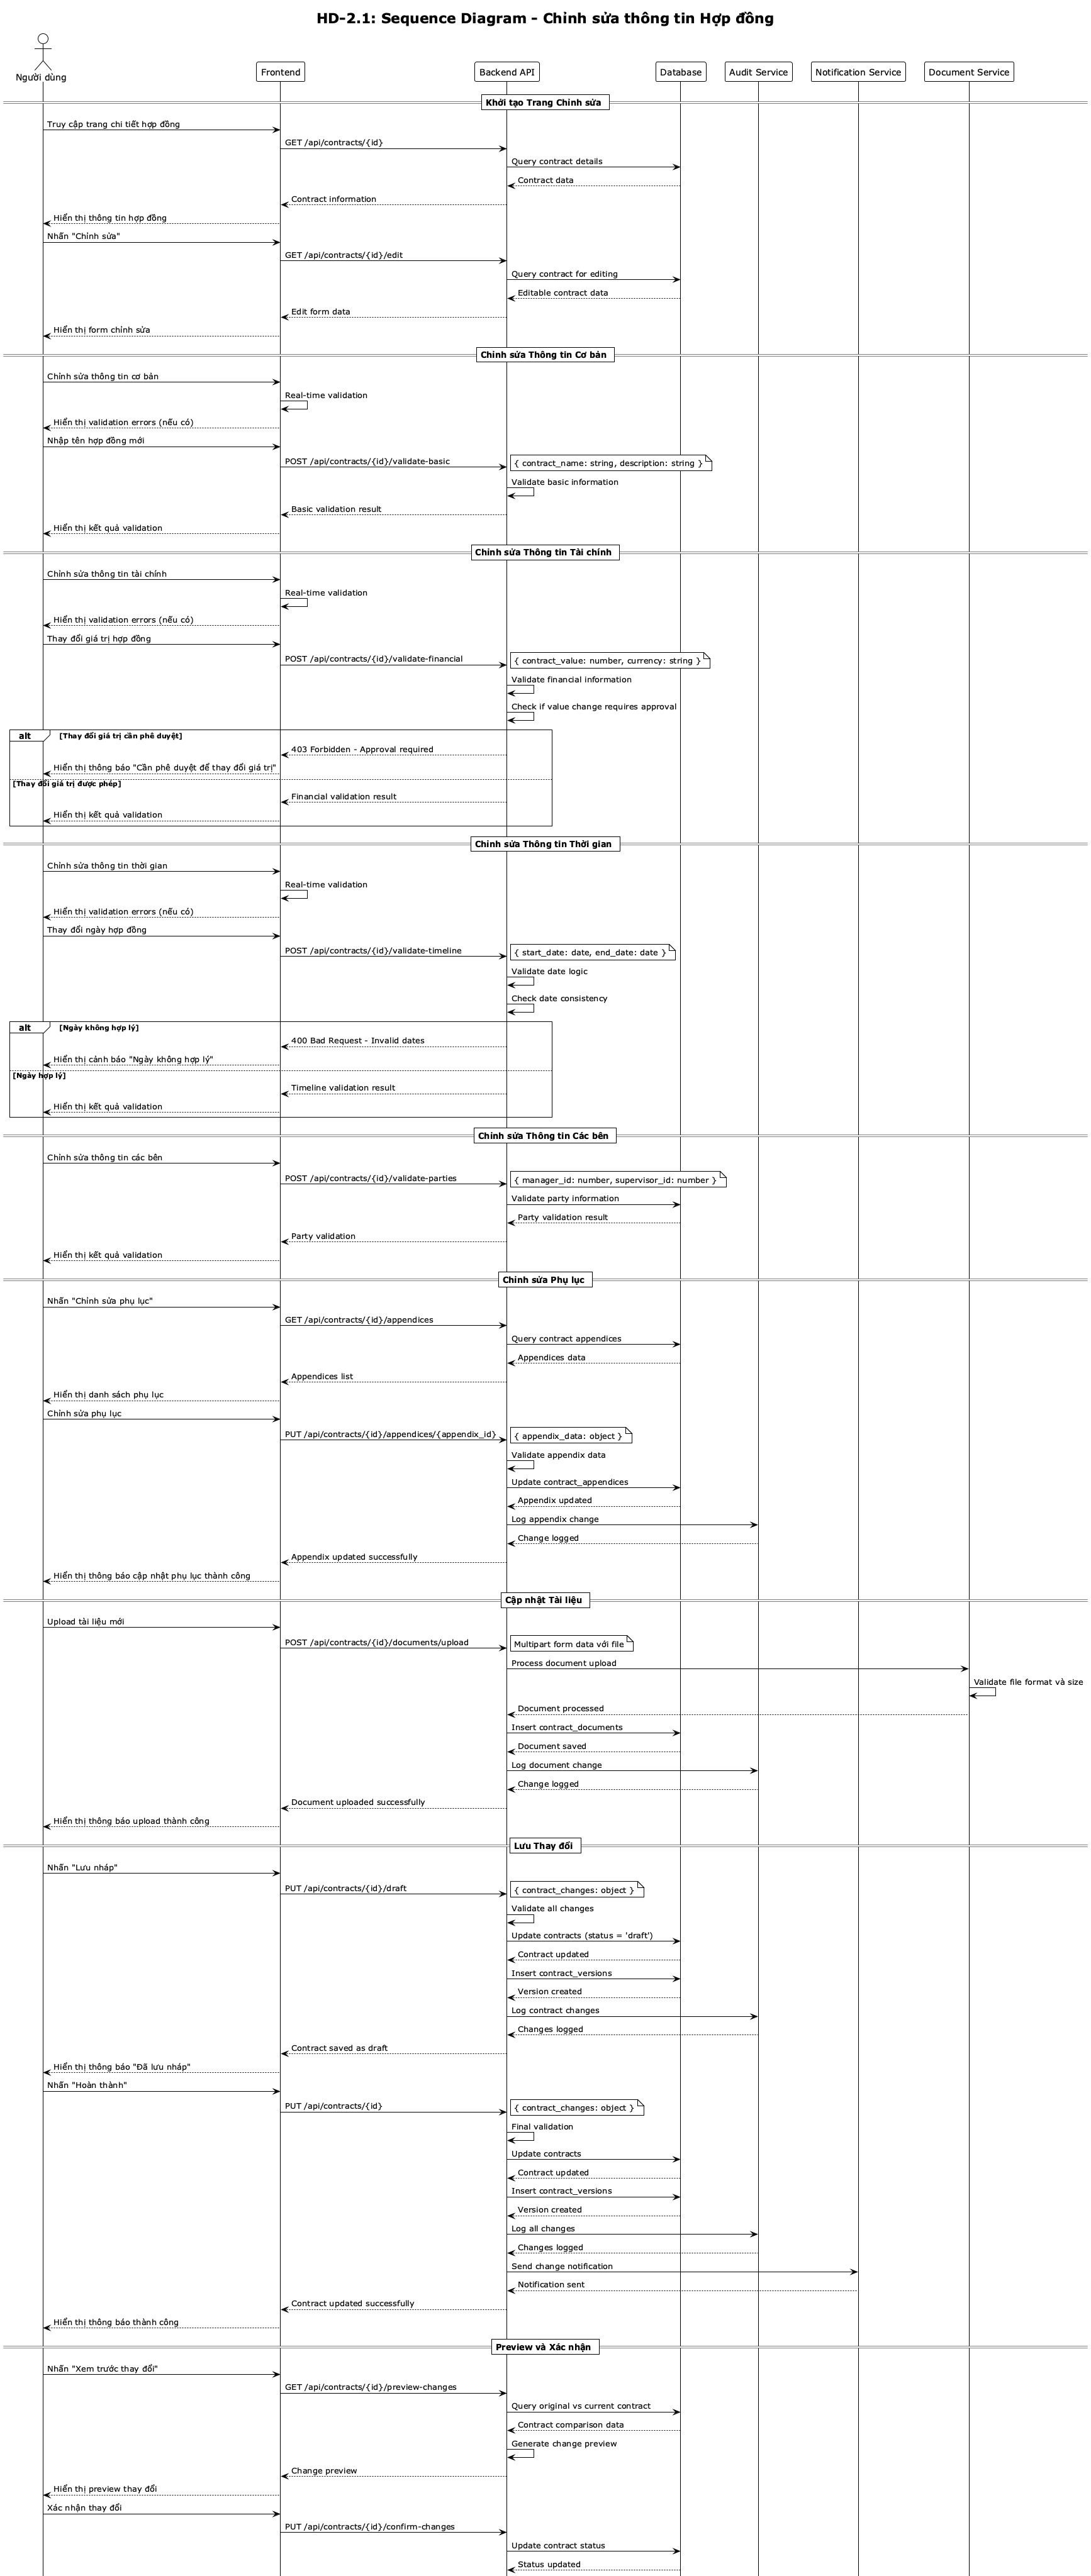 HD-2.1: Sequence Diagram - Chỉnh sửa thông tin Hợp đồng
Người dùng
Frontend
Backend API
Database
Audit Service
Notification Service
Document Service
Khởi tạo Trang Chỉnh sửa
Truy cập trang chi tiết hợp đồng
GET /api/contracts/{id}
Query contract details
Contract data
Contract information
Hiển thị thông tin hợp đồng
Nhấn "Chỉnh sửa"
GET /api/contracts/{id}/edit
Query contract for editing
Editable contract data
Edit form data
Hiển thị form chỉnh sửa
Chỉnh sửa Thông tin Cơ bản
Chỉnh sửa thông tin cơ bản
Real-time validation
Hiển thị validation errors (nếu có)
Nhập tên hợp đồng mới
POST /api/contracts/{id}/validate-basic
{ contract_name: string, description: string }
Validate basic information
Basic validation result
Hiển thị kết quả validation
Chỉnh sửa Thông tin Tài chính
Chỉnh sửa thông tin tài chính
Real-time validation
Hiển thị validation errors (nếu có)
Thay đổi giá trị hợp đồng
POST /api/contracts/{id}/validate-financial
{ contract_value: number, currency: string }
Validate financial information
Check if value change requires approval
alt [Thay đổi giá trị cần phê duyệt]
403 Forbidden - Approval required
Hiển thị thông báo "Cần phê duyệt để thay đổi giá trị"
[Thay đổi giá trị được phép]
Financial validation result
Hiển thị kết quả validation
Chỉnh sửa Thông tin Thời gian
Chỉnh sửa thông tin thời gian
Real-time validation
Hiển thị validation errors (nếu có)
Thay đổi ngày hợp đồng
POST /api/contracts/{id}/validate-timeline
{ start_date: date, end_date: date }
Validate date logic
Check date consistency
alt [Ngày không hợp lý]
400 Bad Request - Invalid dates
Hiển thị cảnh báo "Ngày không hợp lý"
[Ngày hợp lý]
Timeline validation result
Hiển thị kết quả validation
Chỉnh sửa Thông tin Các bên
Chỉnh sửa thông tin các bên
POST /api/contracts/{id}/validate-parties
{ manager_id: number, supervisor_id: number }
Validate party information
Party validation result
Party validation
Hiển thị kết quả validation
Chỉnh sửa Phụ lục
Nhấn "Chỉnh sửa phụ lục"
GET /api/contracts/{id}/appendices
Query contract appendices
Appendices data
Appendices list
Hiển thị danh sách phụ lục
Chỉnh sửa phụ lục
PUT /api/contracts/{id}/appendices/{appendix_id}
{ appendix_data: object }
Validate appendix data
Update contract_appendices
Appendix updated
Log appendix change
Change logged
Appendix updated successfully
Hiển thị thông báo cập nhật phụ lục thành công
Cập nhật Tài liệu
Upload tài liệu mới
POST /api/contracts/{id}/documents/upload
Multipart form data với file
Process document upload
Validate file format và size
Document processed
Insert contract_documents
Document saved
Log document change
Change logged
Document uploaded successfully
Hiển thị thông báo upload thành công
Lưu Thay đổi
Nhấn "Lưu nháp"
PUT /api/contracts/{id}/draft
{ contract_changes: object }
Validate all changes
Update contracts (status = 'draft')
Contract updated
Insert contract_versions
Version created
Log contract changes
Changes logged
Contract saved as draft
Hiển thị thông báo "Đã lưu nháp"
Nhấn "Hoàn thành"
PUT /api/contracts/{id}
{ contract_changes: object }
Final validation
Update contracts
Contract updated
Insert contract_versions
Version created
Log all changes
Changes logged
Send change notification
Notification sent
Contract updated successfully
Hiển thị thông báo thành công
Preview và Xác nhận
Nhấn "Xem trước thay đổi"
GET /api/contracts/{id}/preview-changes
Query original vs current contract
Contract comparison data
Generate change preview
Change preview
Hiển thị preview thay đổi
Xác nhận thay đổi
PUT /api/contracts/{id}/confirm-changes
Update contract status
Status updated